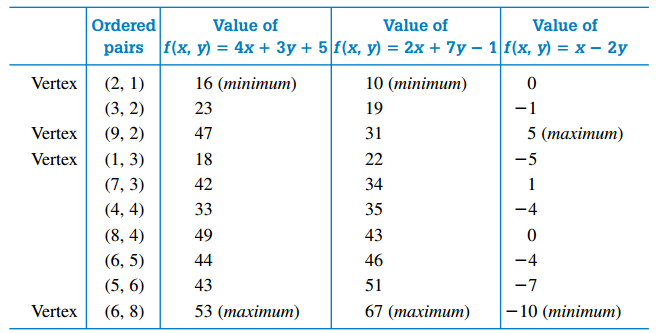 Ordered Value of Value of Value of
pairs f(x, y) = 4x + 3y + 5 f(x, y) = 2x + 7y − 1 f(x, y) = x − 2y
Vertex (2, 1) 16 (minimum) 10 (minimum) 0
(3, 2) 23 19 −1
Vertex (9, 2) 47 31 5 (maximum)
Vertex (1, 3) 18 22 −5
(7, 3) 42 34 1
(4, 4) 33 35 −4
(8, 4) 49 43 0
(6, 5) 44 46 −4
(5, 6) 43 51 −7
Vertex (6, 8) 53 (maximum) 67 (maximum) −10 (minimum)